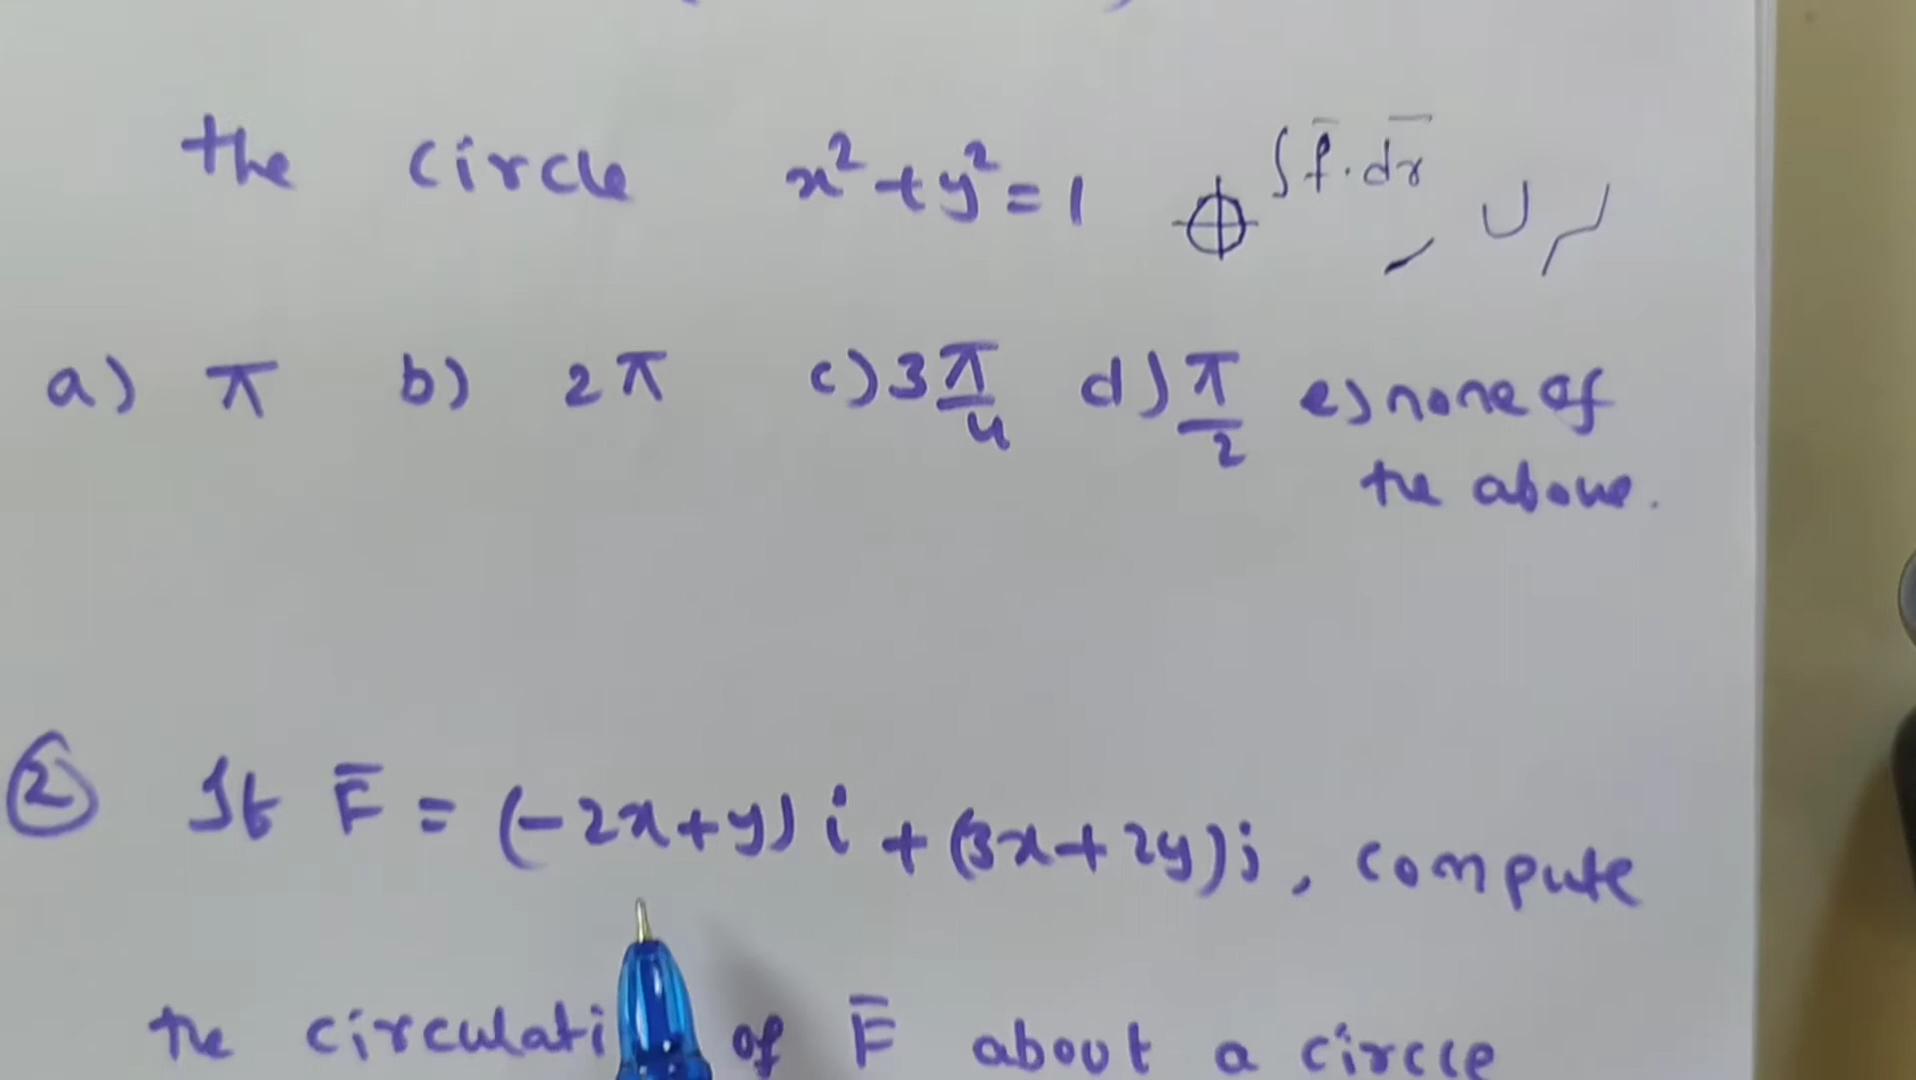 the circle x²+y²=1 ∫f̄.dr̄
a) π b) 2π c) 3π/4 d) π/2 e) none of
the above.
② If F̄ = (-2x+y)i + (3x+2y)j, compute
the circulati of F̄ about a circle